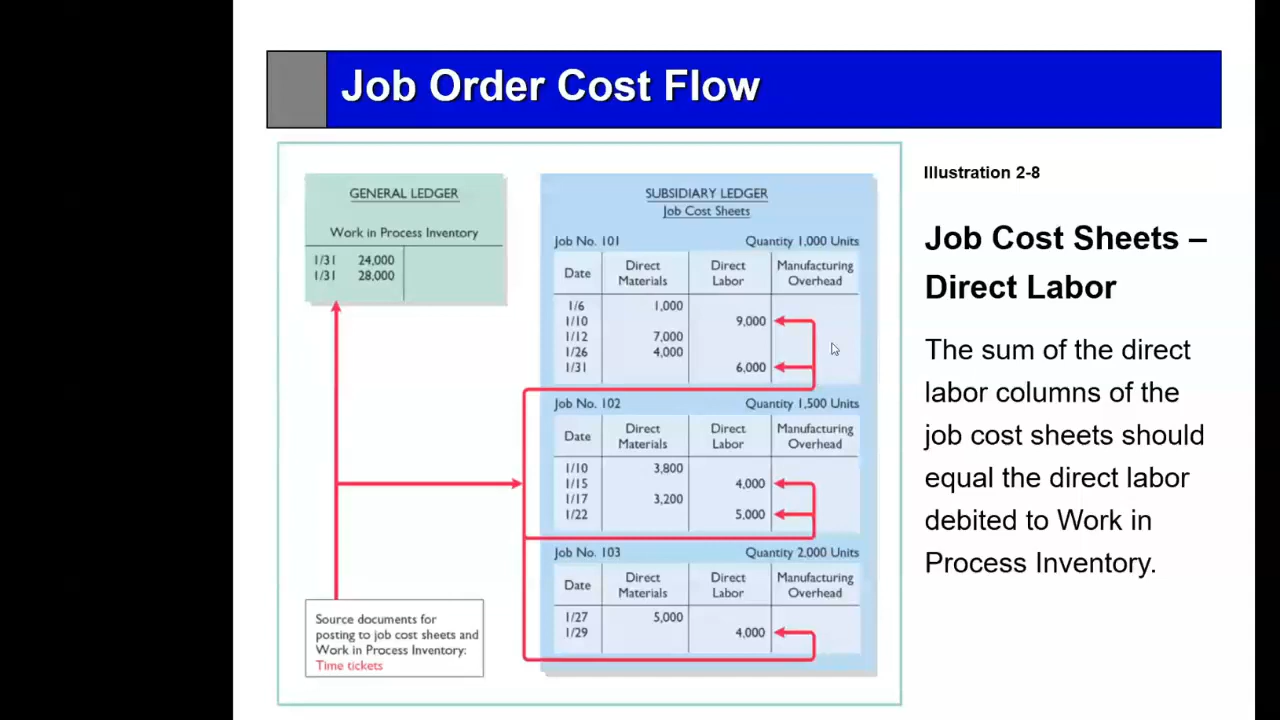 Job Order Cost Flow
GENERAL LEDGER
Work in Process Inventory
1/31 24,000
1/31 28,000
Source documents for
posting to job cost sheets and
Work in Process Inventory:
Time tickets
SUBSIDIARY LEDGER
Job Cost Sheets
Job No. 101 Quantity 1,000 Units
Date Direct Materials Direct Labor Manufacturing Overhead
1/6 1,000
1/10 9,000
1/12 7,000
1/26 4,000
1/31 6,000
Job No. 102 Quantity 1,500 Units
Date Direct Materials Direct Labor Manufacturing Overhead
1/10 3,800
1/15 4,000
1/17 3,200
1/22 5,000
Job No. 103 Quantity 2,000 Units
Date Direct Materials Direct Labor Manufacturing Overhead
1/27 5,000
1/29 4,000
Illustration 2-8
Job Cost Sheets –
Direct Labor
The sum of the direct
labor columns of the
job cost sheets should
equal the direct labor
debited to Work in
Process Inventory.